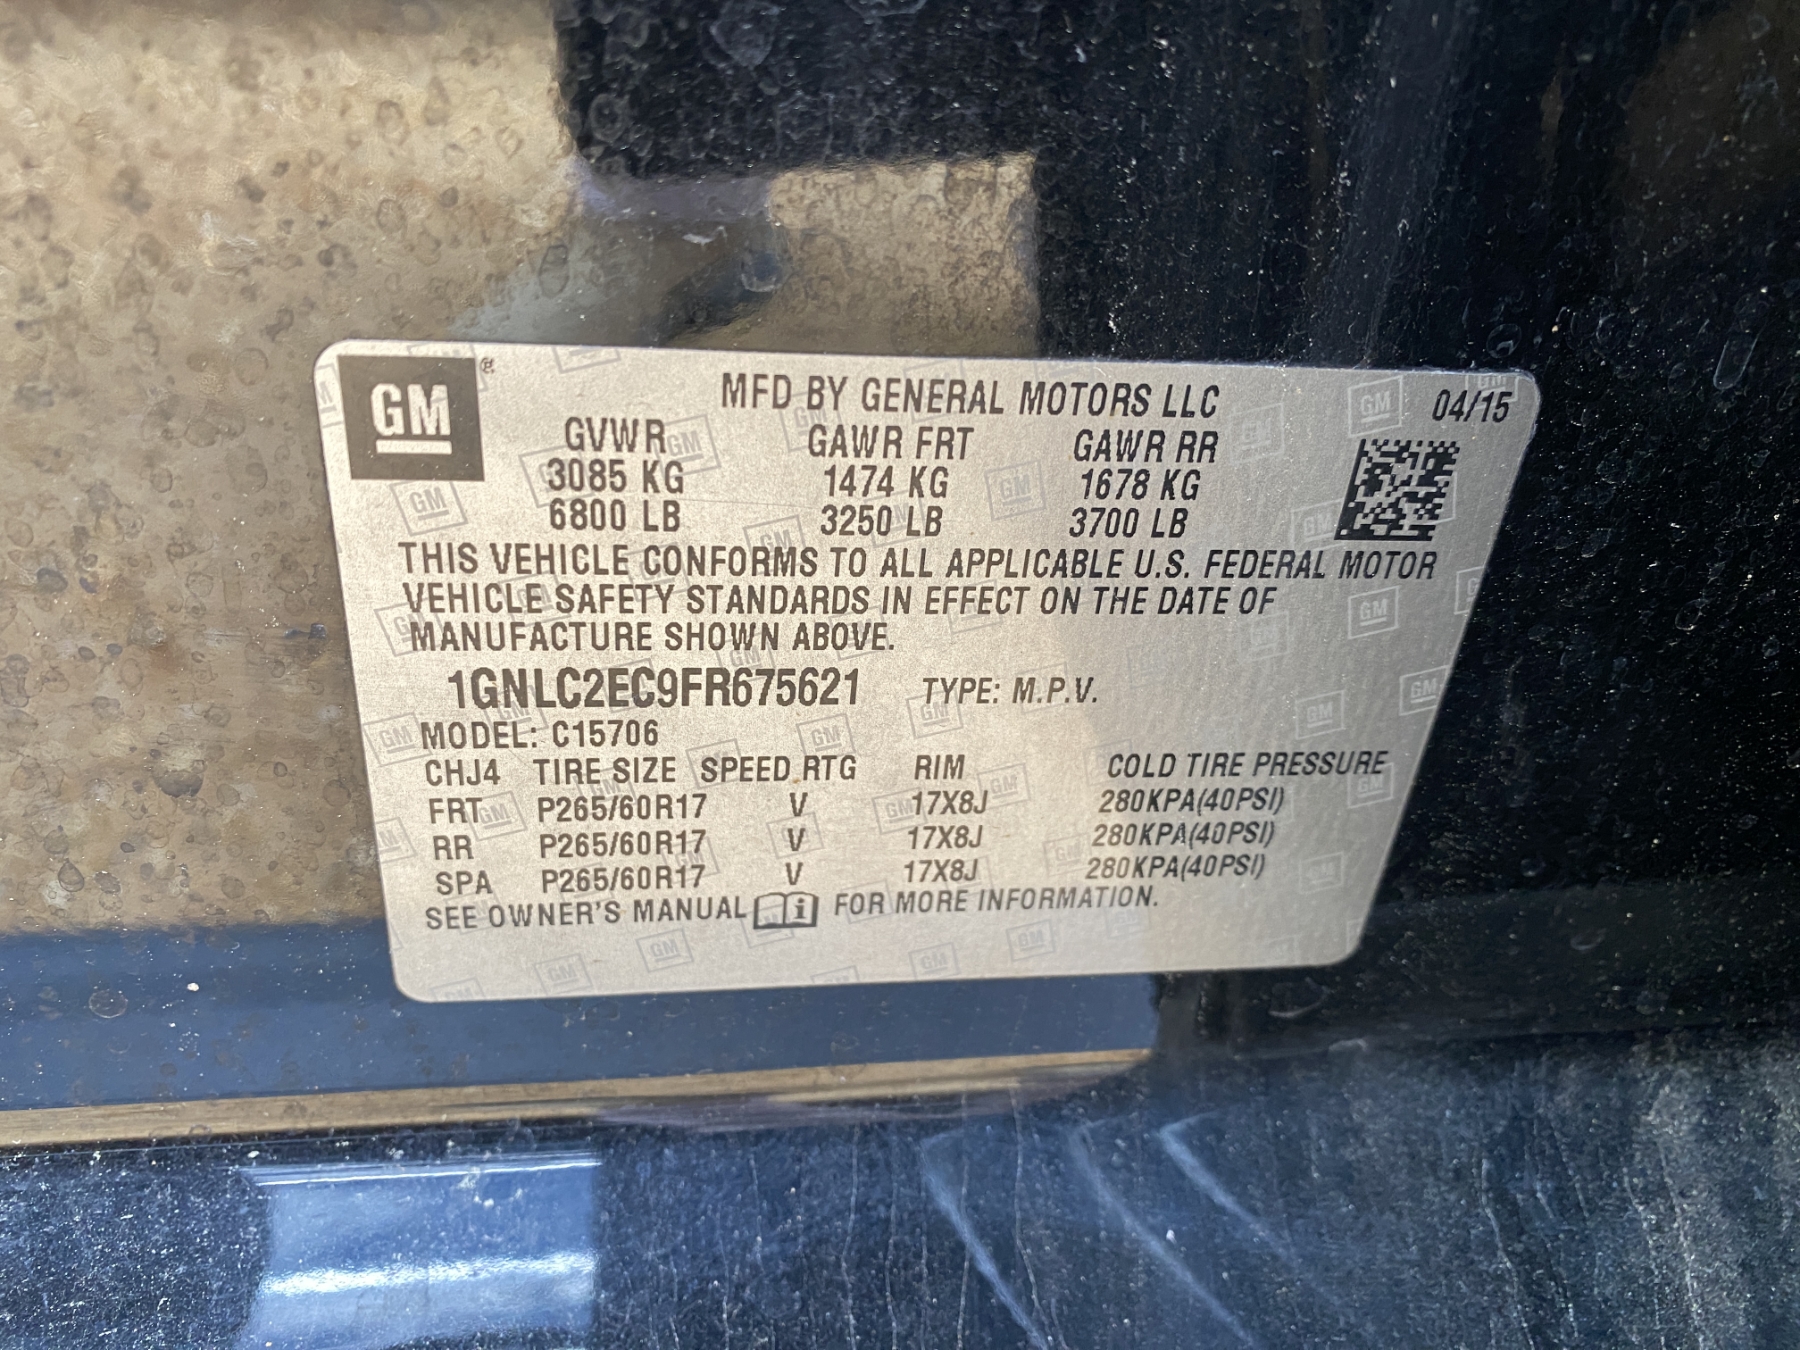 GM ®
MFD BY GENERAL MOTORS LLC 04/15
GVWR GAWR FRT GAWR RR
3085 KG 1474 KG 1678 KG
6800 LB 3250 LB 3700 LB
THIS VEHICLE CONFORMS TO ALL APPLICABLE U.S. FEDERAL MOTOR
VEHICLE SAFETY STANDARDS IN EFFECT ON THE DATE OF
MANUFACTURE SHOWN ABOVE.
1GNLC2EC9FR675621 TYPE: M.P.V.
MODEL: C15706
CHJ4 TIRE SIZE SPEED RTG RIM COLD TIRE PRESSURE
FRT P265/60R17 V 17X8J 280KPA(40PSI)
RR P265/60R17 V 17X8J 280KPA(40PSI)
SPA P265/60R17 V 17X8J 280KPA(40PSI)
SEE OWNER'S MANUAL i FOR MORE INFORMATION.